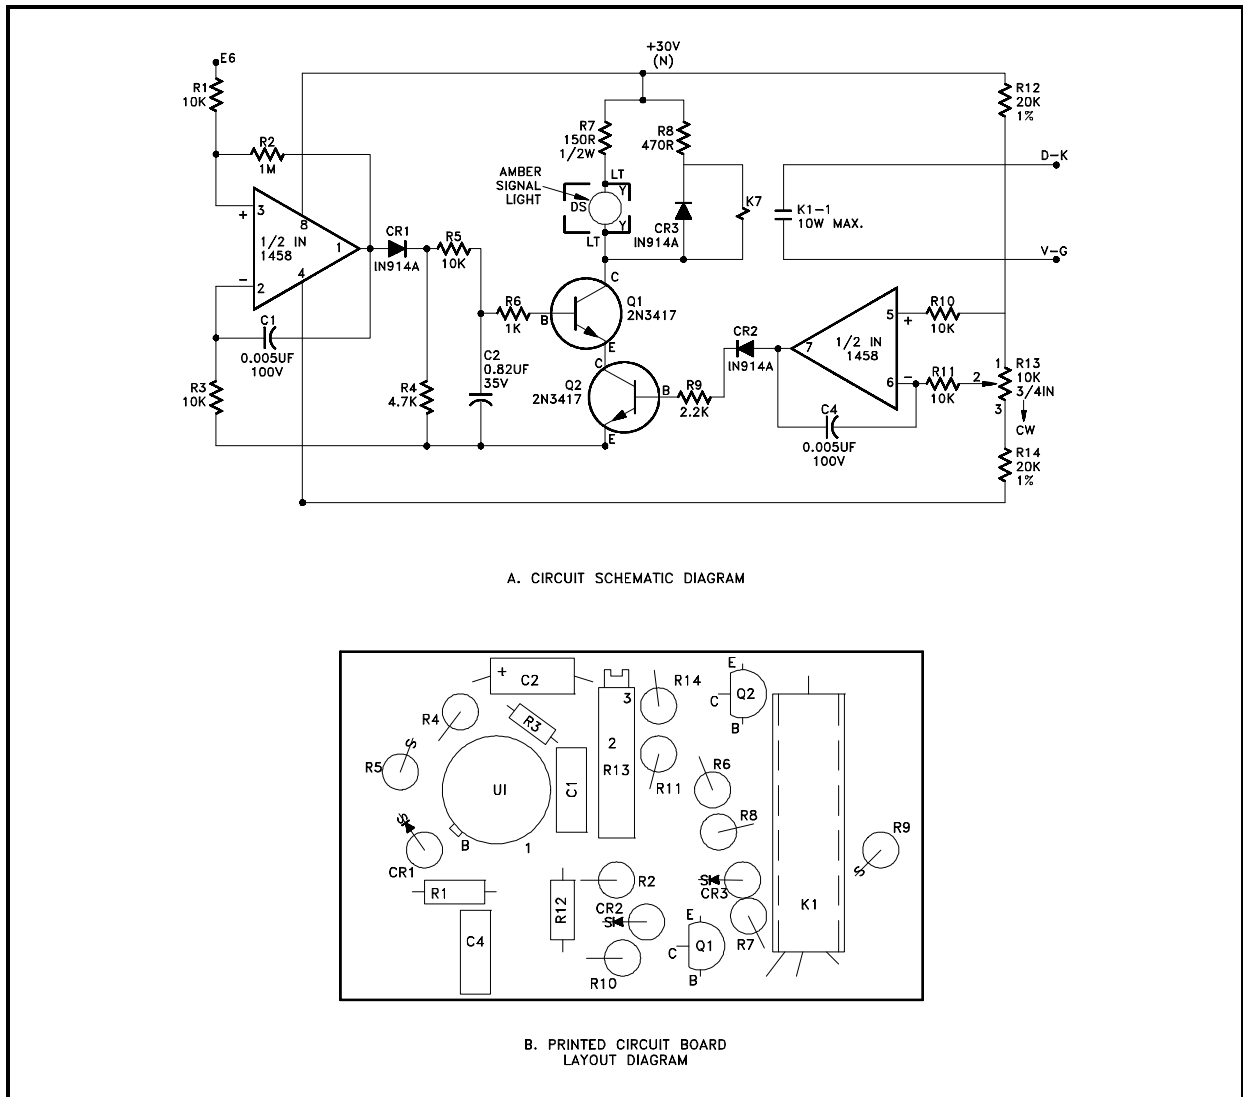 E6
+30V
(N)
R1
10K
R2
1M
R7
150R
1/2W
R8
470R
R12
20K
1%
D-K
AMBER
SIGNAL
LIGHT
LT
Y
DS
Y
LT
K7
K1-1
10W MAX.
CR3
IN914A
V-G
3
+
8
1/2 IN
1458
1
4
-
2
CR1
IN914A
R5
10K
C
Q1
2N3417
B
E
R6
1K
C1
0.005UF
100V
C2
0.82UF
35V
R3
10K
R4
4.7K
C
Q2
2N3417
B
E
R9
2.2K
CR2
IN914A
7
1/2 IN
1458
5
+
6
-
R10
10K
R11
10K
2
1
R13
10K
3/4IN
3
CW
C4
0.005UF
100V
R14
20K
1%
A. CIRCUIT SCHEMATIC DIAGRAM
+
C2
R4
R3
R5
S
U1
C1
3
2
R13
R14
R11
E
Q2
C
B
R6
R8
S
CR1
B
1
R9
S
R1
C4
R12
R2
CR2
S
R10
S
CR3
R7
E
Q1
C
B
K1
B. PRINTED CIRCUIT BOARD
LAYOUT DIAGRAM